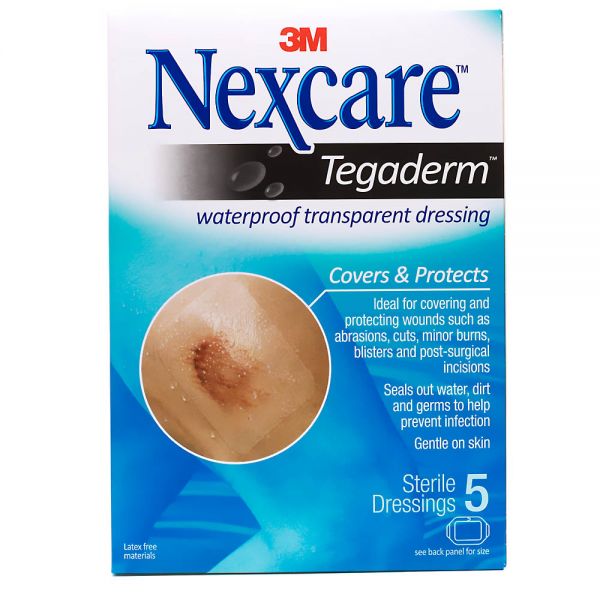 3M
Nexcare™
Tegaderm™
waterproof transparent dressing
Covers & Protects
Ideal for covering and
protecting wounds such as
abrasions, cuts, minor burns,
blisters and post-surgical
incisions
Seals out water, dirt
and germs to help
prevent infection
Gentle on skin
Sterile
Dressings 5
see back panel for size
Latex free
materials